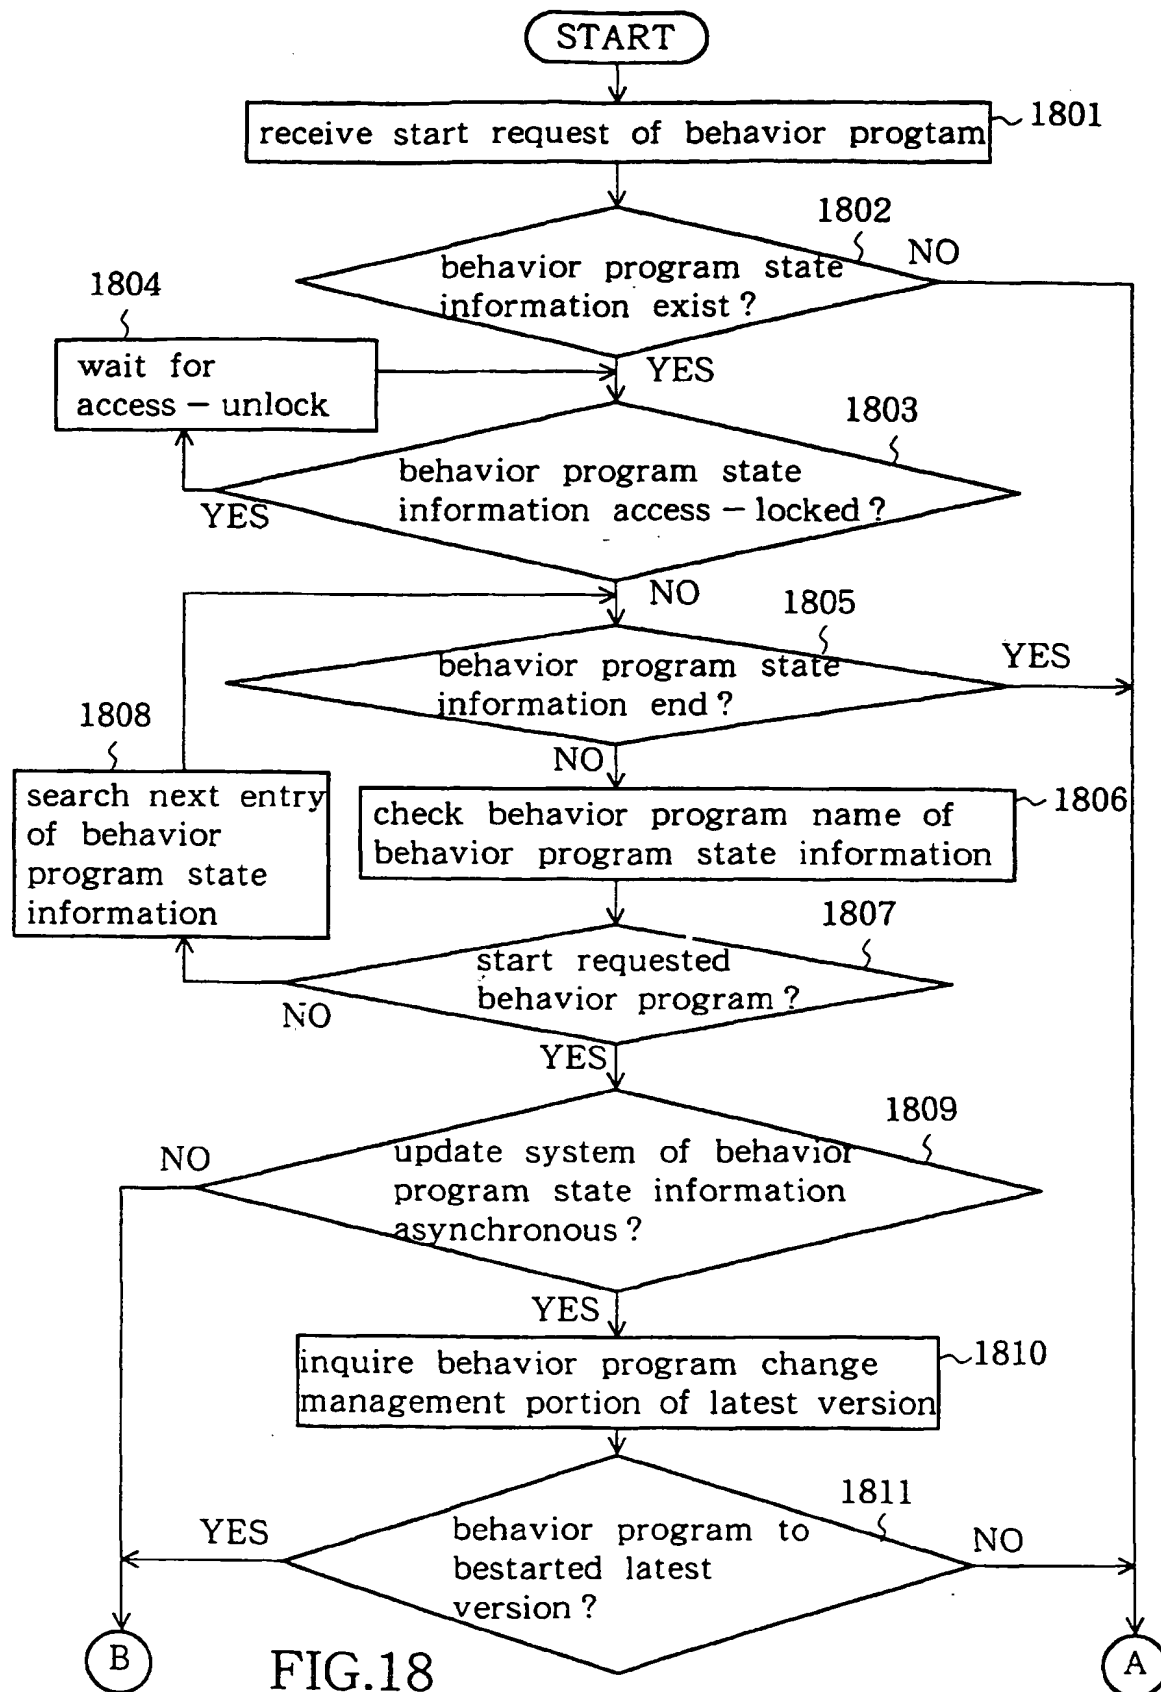 START
receive start request of behavior progtam
1801
1802
behavior program state
information exist?
NO
1804
wait for
access-unlock
YES
1803
behavior program state
information access-locked?
YES
NO
1805
behavior program state
information end?
YES
1808
search next entry
of behavior
program state
information
NO
check behavior program name of
behavior program state information
1806
1807
start requested
behavior program?
NO
YES
1809
update system of behavior
program state information
asynchronous?
NO
YES
inquire behavior program change
management portion of latest version
1810
1811
behavior program to
bestarted latest
version?
YES
NO
B
FIG.18
A